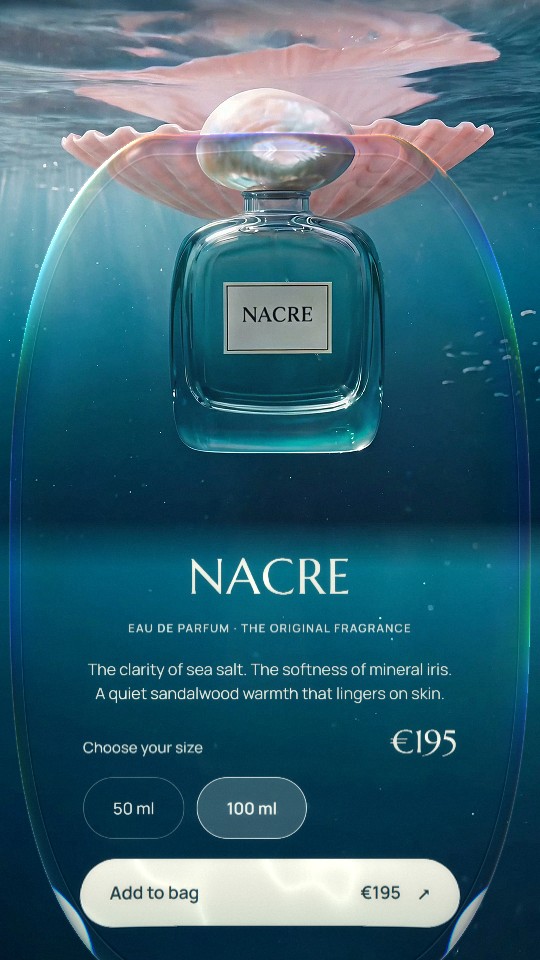 NACRE
NACRE
EAU DE PARFUM · THE ORIGINAL FRAGRANCE
The clarity of sea salt. The softness of mineral iris.
A quiet sandalwood warmth that lingers on skin.
Choose your size
€195
50 ml
100 ml
Add to bag
€195 ↗